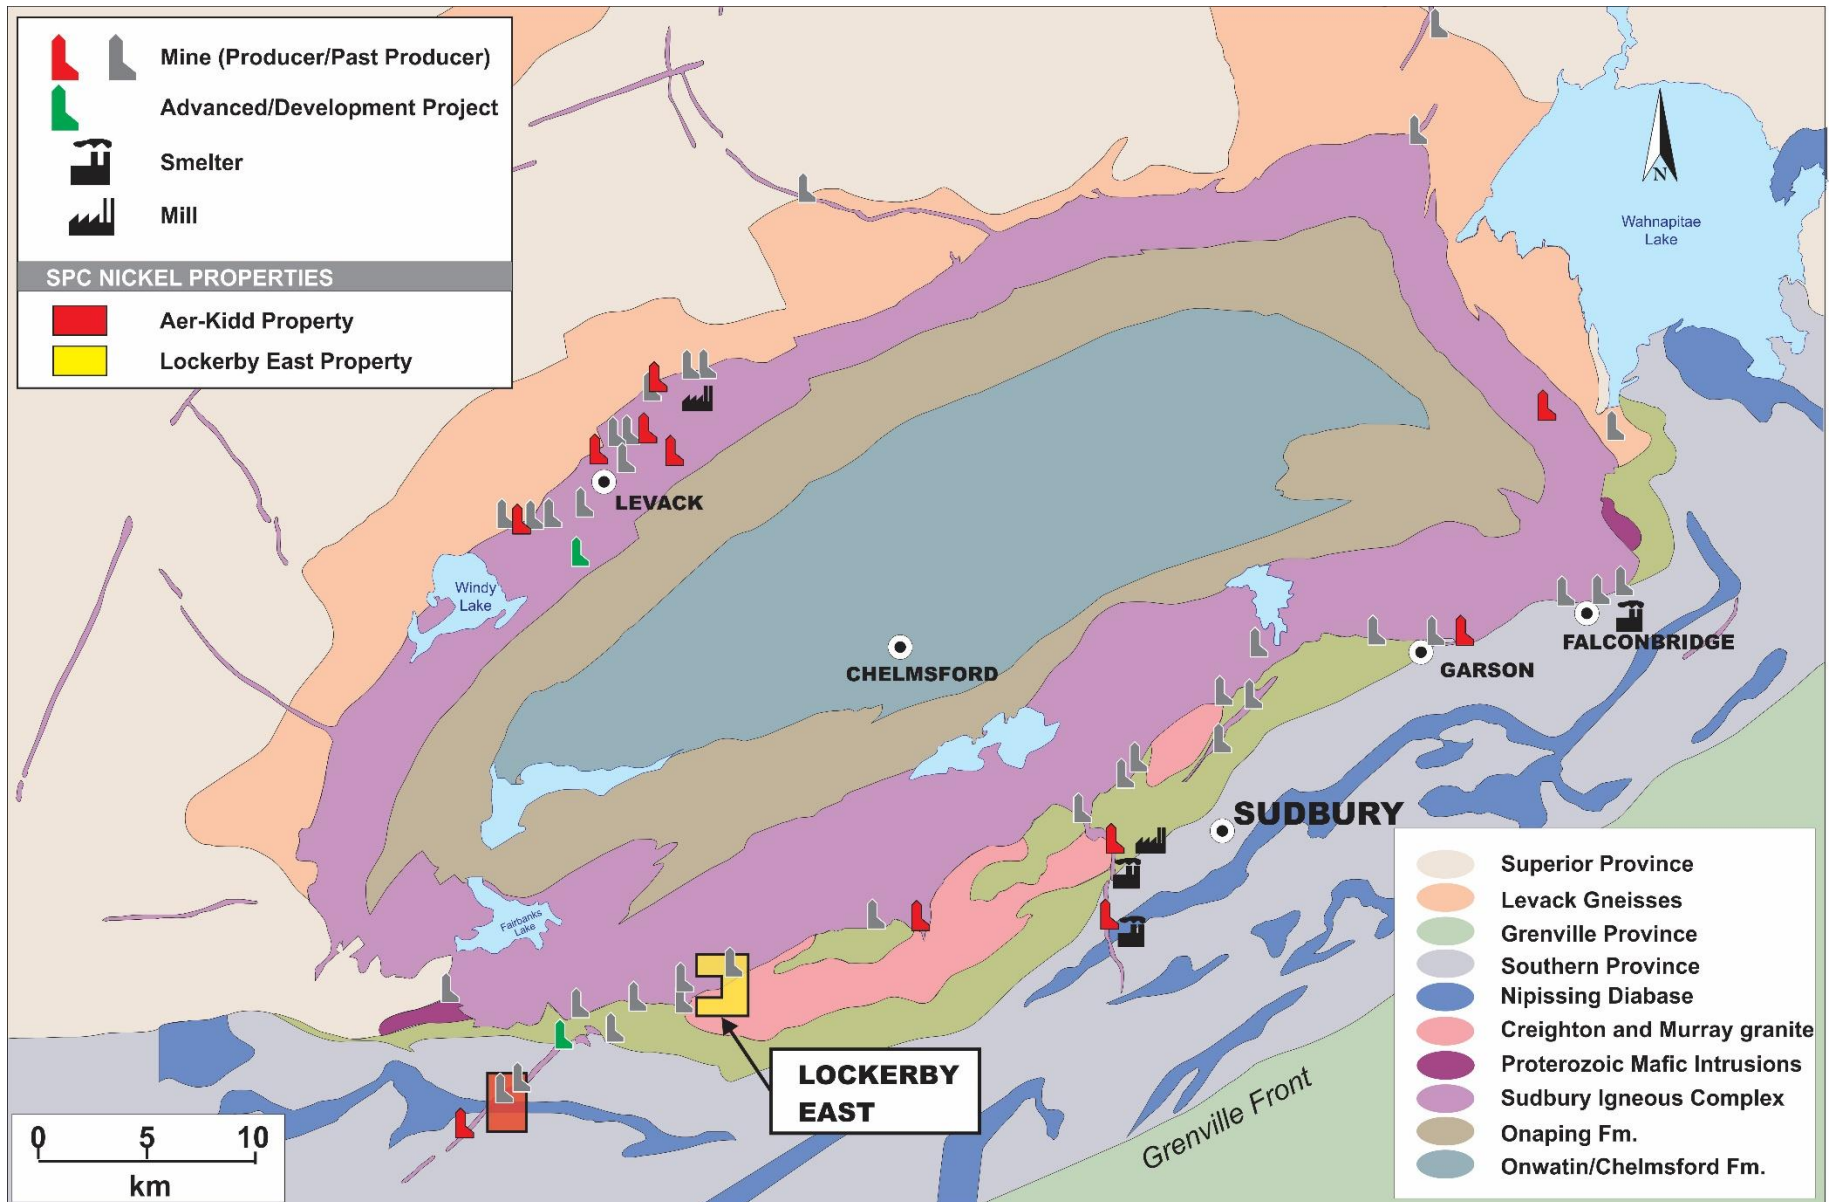 Mine (Producer/Past Producer)
Advanced/Development Project
Smelter
Mill
SPC NICKEL PROPERTIES
Aer-Kidd Property
Lockerby East Property
N
Wahnapitae
Lake
LEVACK
Windy
Lake
CHELMSFORD
FALCONBRIDGE
GARSON
SUDBURY
Fairbanks
Lake
LOCKERBY
EAST
Grenville Front
0 5 10
km
Superior Province
Levack Gneisses
Grenville Province
Southern Province
Nipissing Diabase
Creighton and Murray granite
Proterozoic Mafic Intrusions
Sudbury Igneous Complex
Onaping Fm.
Onwatin/Chelmsford Fm.